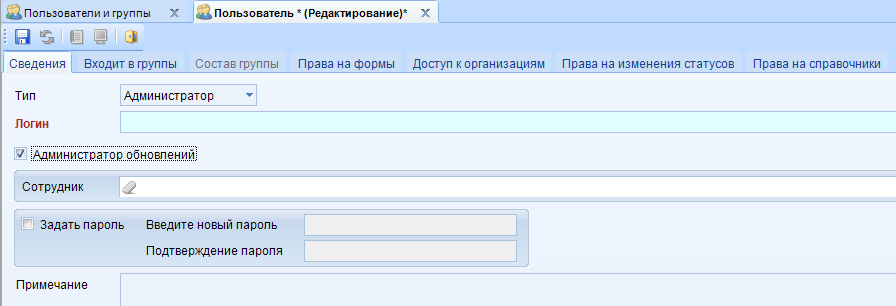 Пользователи и группы Пользователь * (Редактирование)*
Сведения Входит в группы Состав группы Права на формы Доступ к организациям Права на изменения статусов Права на справочники
Тип Администратор
Логин
Администратор обновлений
Сотрудник
Задать пароль Введите новый пароль
Подтверждение пароля
Примечание